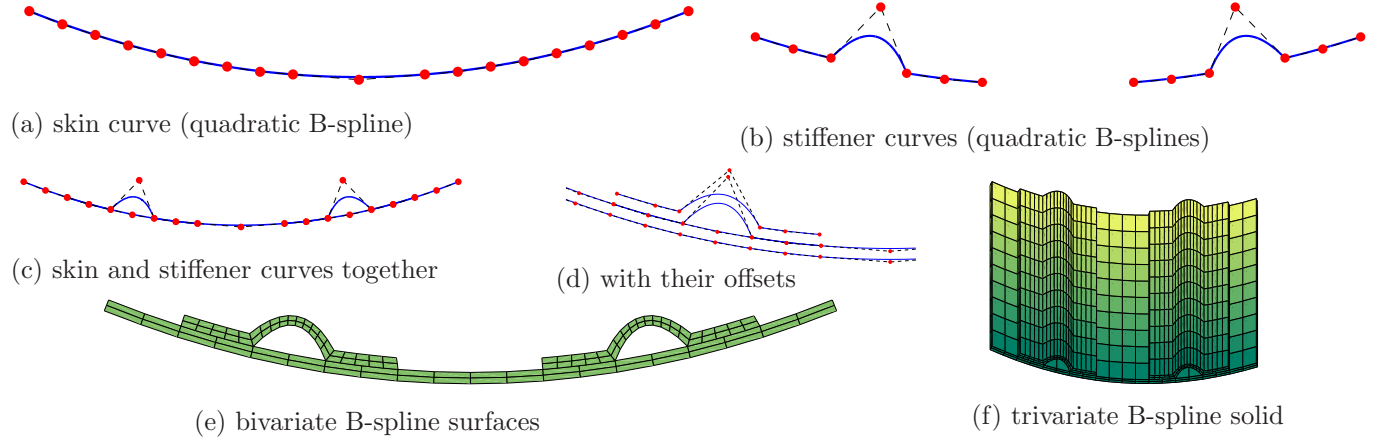 (a) skin curve (quadratic B-spline)
(b) stiffener curves (quadratic B-splines)
(c) skin and stiffener curves together
(d) with their offsets
(e) bivariate B-spline surfaces
(f) trivariate B-spline solid